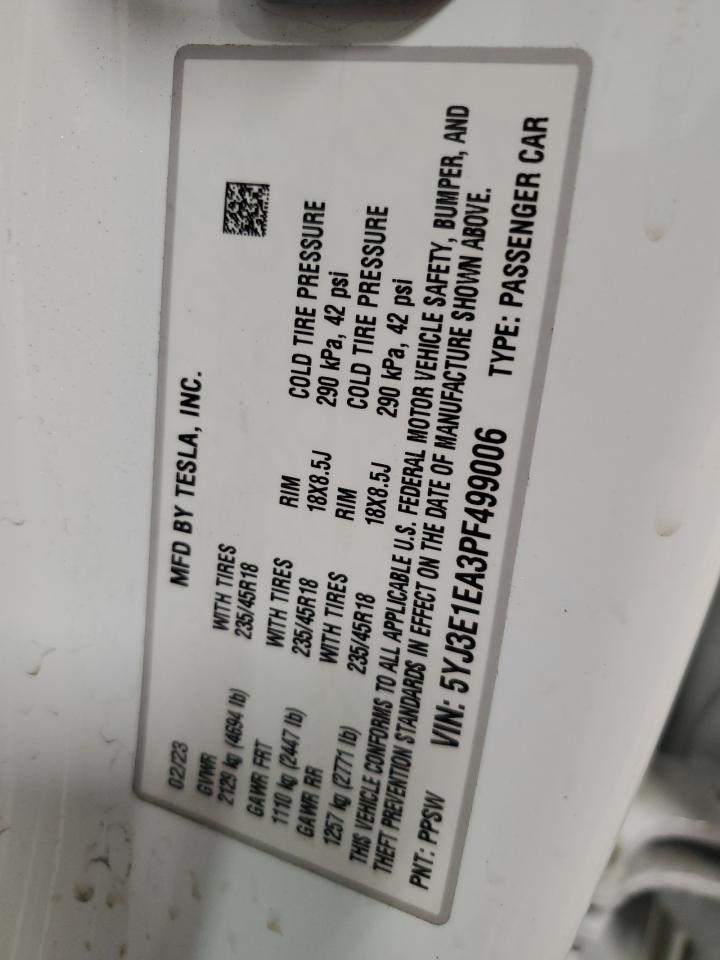 MFD BY TESLA, INC.
02/23
GVWR
2129 kg (4694 lb)
WITH TIRES
235/45R18
GAWR FRT
1110 kg (2447 lb)
WITH TIRES
235/45R18
RIM
18X8.5J
COLD TIRE PRESSURE
290 kPa, 42 psi
GAWR RR
1257 kg (2771 lb)
WITH TIRES
235/45R18
RIM
18X8.5J
COLD TIRE PRESSURE
290 kPa, 42 psi
THIS VEHICLE CONFORMS TO ALL APPLICABLE U.S. FEDERAL MOTOR VEHICLE SAFETY, BUMPER, AND
THEFT PREVENTION STANDARDS IN EFFECT ON THE DATE OF MANUFACTURE SHOWN ABOVE.
PNT: PPSW VIN: 5YJ3E1EA3PF499006 TYPE: PASSENGER CAR